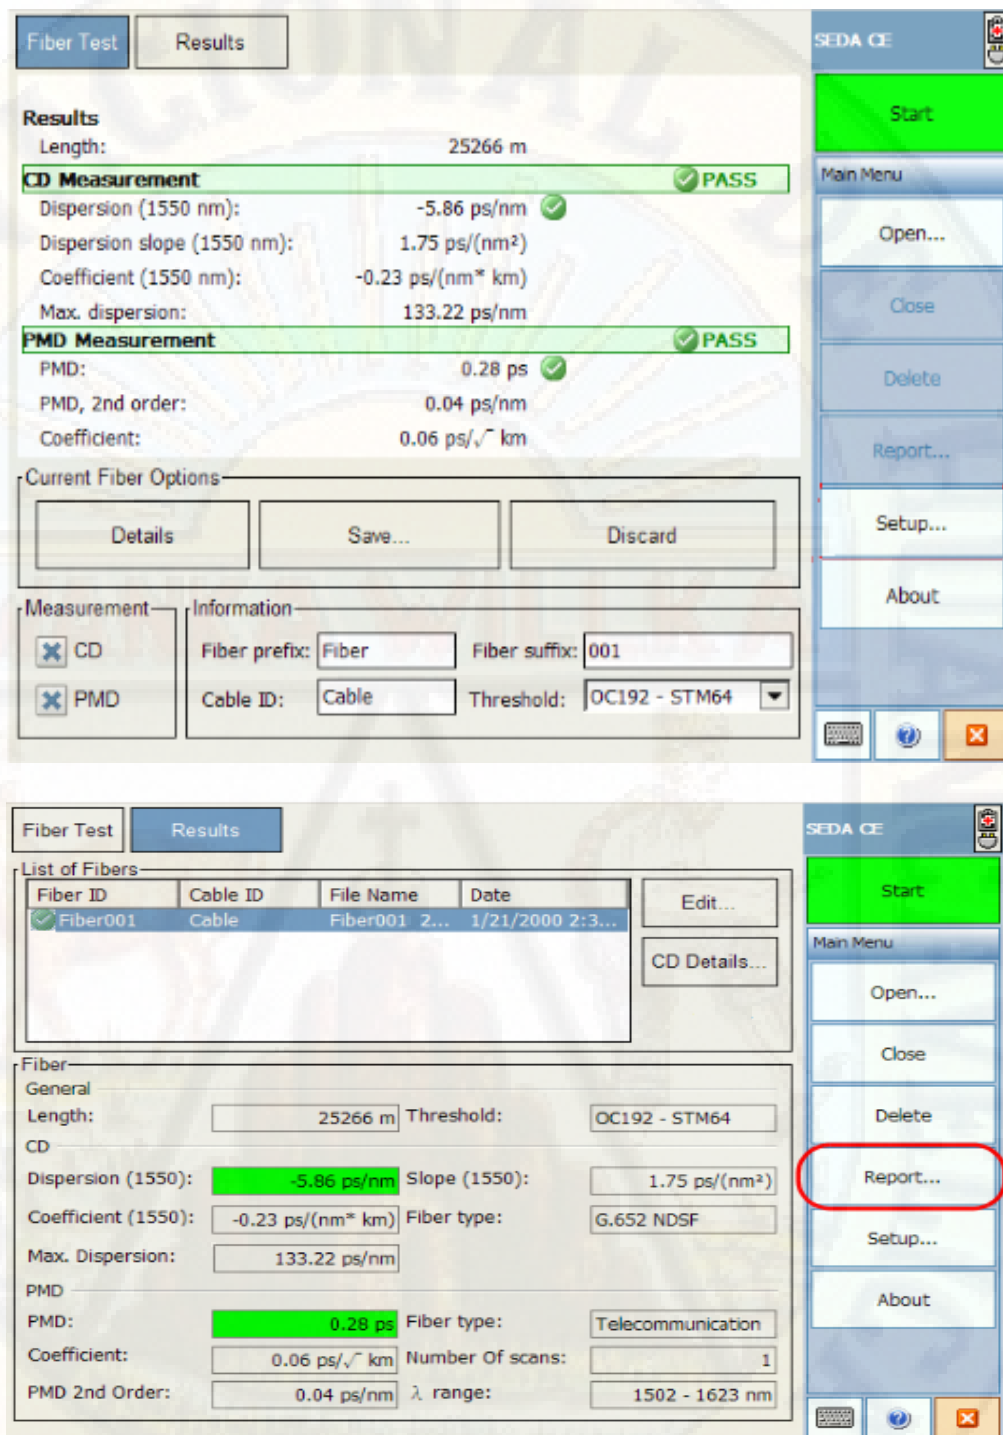 Fiber Test Results SEDA CE
Start
Results
Length: 25266 m
Main Menu
CD Measurement PASS
Dispersion (1550 nm): -5.86 ps/nm
Open...
Dispersion slope (1550 nm): 1.75 ps/(nm²)
Coefficient (1550 nm): -0.23 ps/(nm* km)
Close
Max. dispersion: 133.22 ps/nm
PMD Measurement PASS
PMD: 0.28 ps
Delete
PMD, 2nd order: 0.04 ps/nm
Coefficient: 0.06 ps/√ km
Report...
Current Fiber Options
Details Save... Discard
Setup...
About
Measurement Information
CD Fiber prefix: Fiber Fiber suffix: 001
PMD Cable ID: Cable Threshold: OC192 - STM64
Fiber Test Results SEDA CE
List of Fibers
Fiber ID Cable ID File Name Date
Edit...
Start
Fiber001 Cable Fiber001 2... 1/21/2000 2:3...
Main Menu
CD Details...
Open...
Close
Fiber
General
Length: 25266 m Threshold: OC192 - STM64
Delete
CD
Dispersion (1550): -5.86 ps/nm Slope (1550): 1.75 ps/(nm²)
Report...
Coefficient (1550): -0.23 ps/(nm* km) Fiber type: G.652 NDSF
Setup...
Max. Dispersion: 133.22 ps/nm
PMD
About
PMD: 0.28 ps Fiber type: Telecommunication
Coefficient: 0.06 ps/√ km Number Of scans: 1
PMD 2nd Order: 0.04 ps/nm λ range: 1502 - 1623 nm